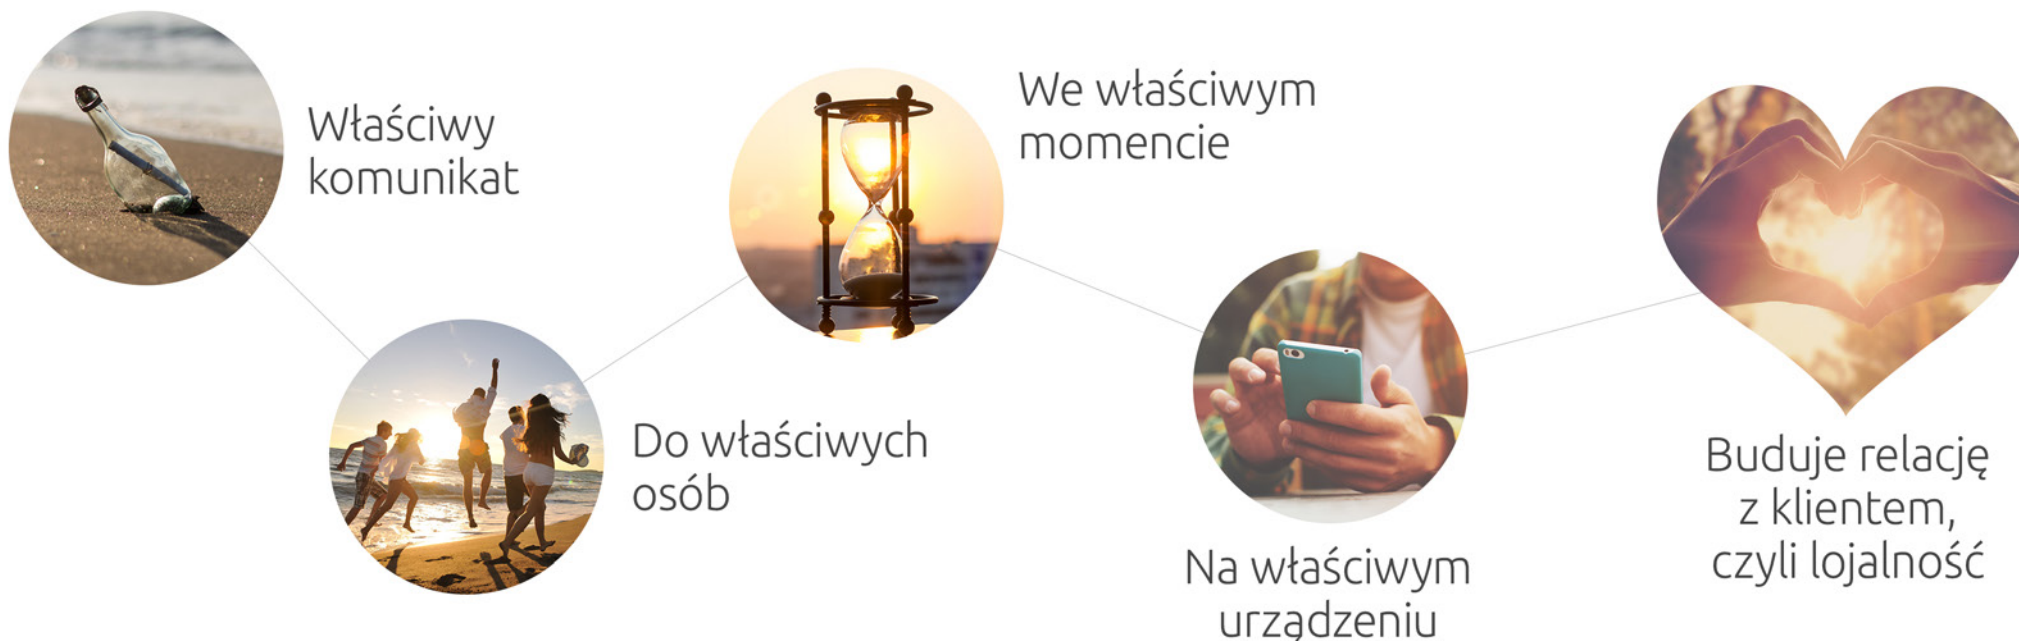 Właściwy
komunikat
Do właściwych
osób
We właściwym
momencie
Na właściwym
urządzeniu
Buduje relację
z klientem,
czyli lojalność